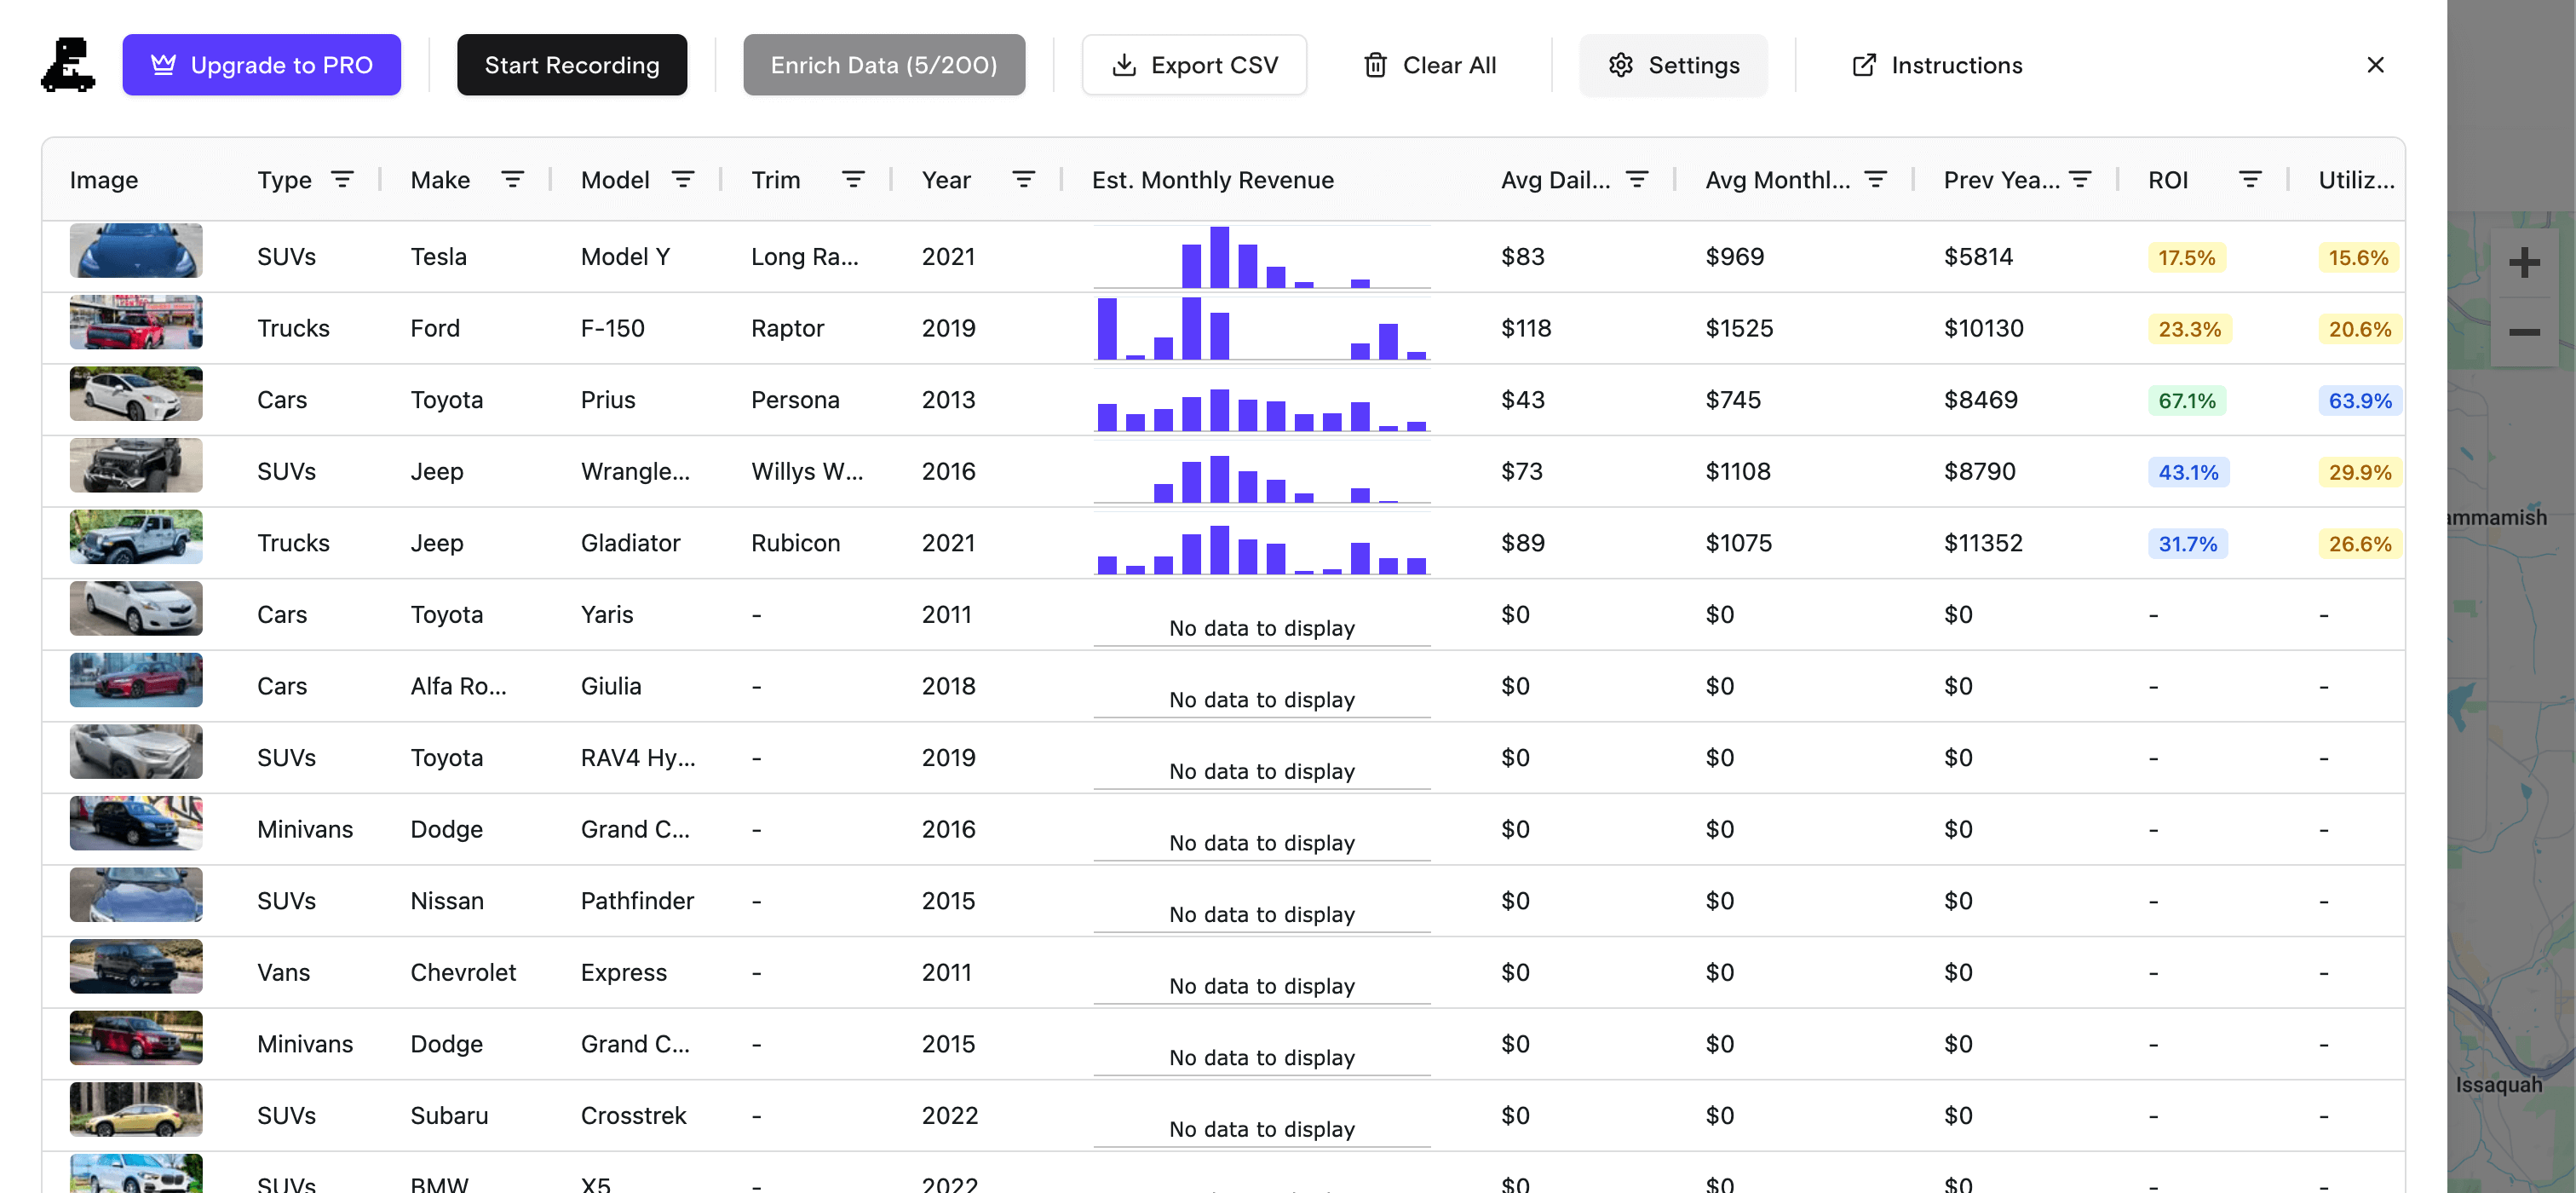 Upgrade to PRO Start Recording Enrich Data (5/200) Export CSV Clear All Settings Instructions
Image Type Make Model Trim Year Est. Monthly Revenue Avg Dail... Avg Monthl... Prev Yea... ROI Utiliz...
SUVs Tesla Model Y Long Ra... 2021 $83 $969 $5814 17.5% 15.6%
Trucks Ford F-150 Raptor 2019 $118 $1525 $10130 23.3% 20.6%
Cars Toyota Prius Persona 2013 $43 $745 $8469 67.1% 63.9%
SUVs Jeep Wrangle... Willys W... 2016 $73 $1108 $8790 43.1% 29.9%
ammamish
Trucks Jeep Gladiator Rubicon 2021 $89 $1075 $11352 31.7% 26.6%
Cars Toyota Yaris - 2011 No data to display $0 $0 $0 - -
Cars Alfa Ro... Giulia - 2018 No data to display $0 $0 $0 - -
SUVs Toyota RAV4 Hy... - 2019 No data to display $0 $0 $0 - -
Minivans Dodge Grand C... - 2016 No data to display $0 $0 $0 - -
SUVs Nissan Pathfinder - 2015 No data to display $0 $0 $0 - -
Vans Chevrolet Express - 2011 No data to display $0 $0 $0 - -
Minivans Dodge Grand C... - 2015 No data to display $0 $0 $0 - -
Issaquah
SUVs Subaru Crosstrek - 2022 No data to display $0 $0 $0 - -
SUVs BMW X5 - 2022 $0 $0 $0 - -